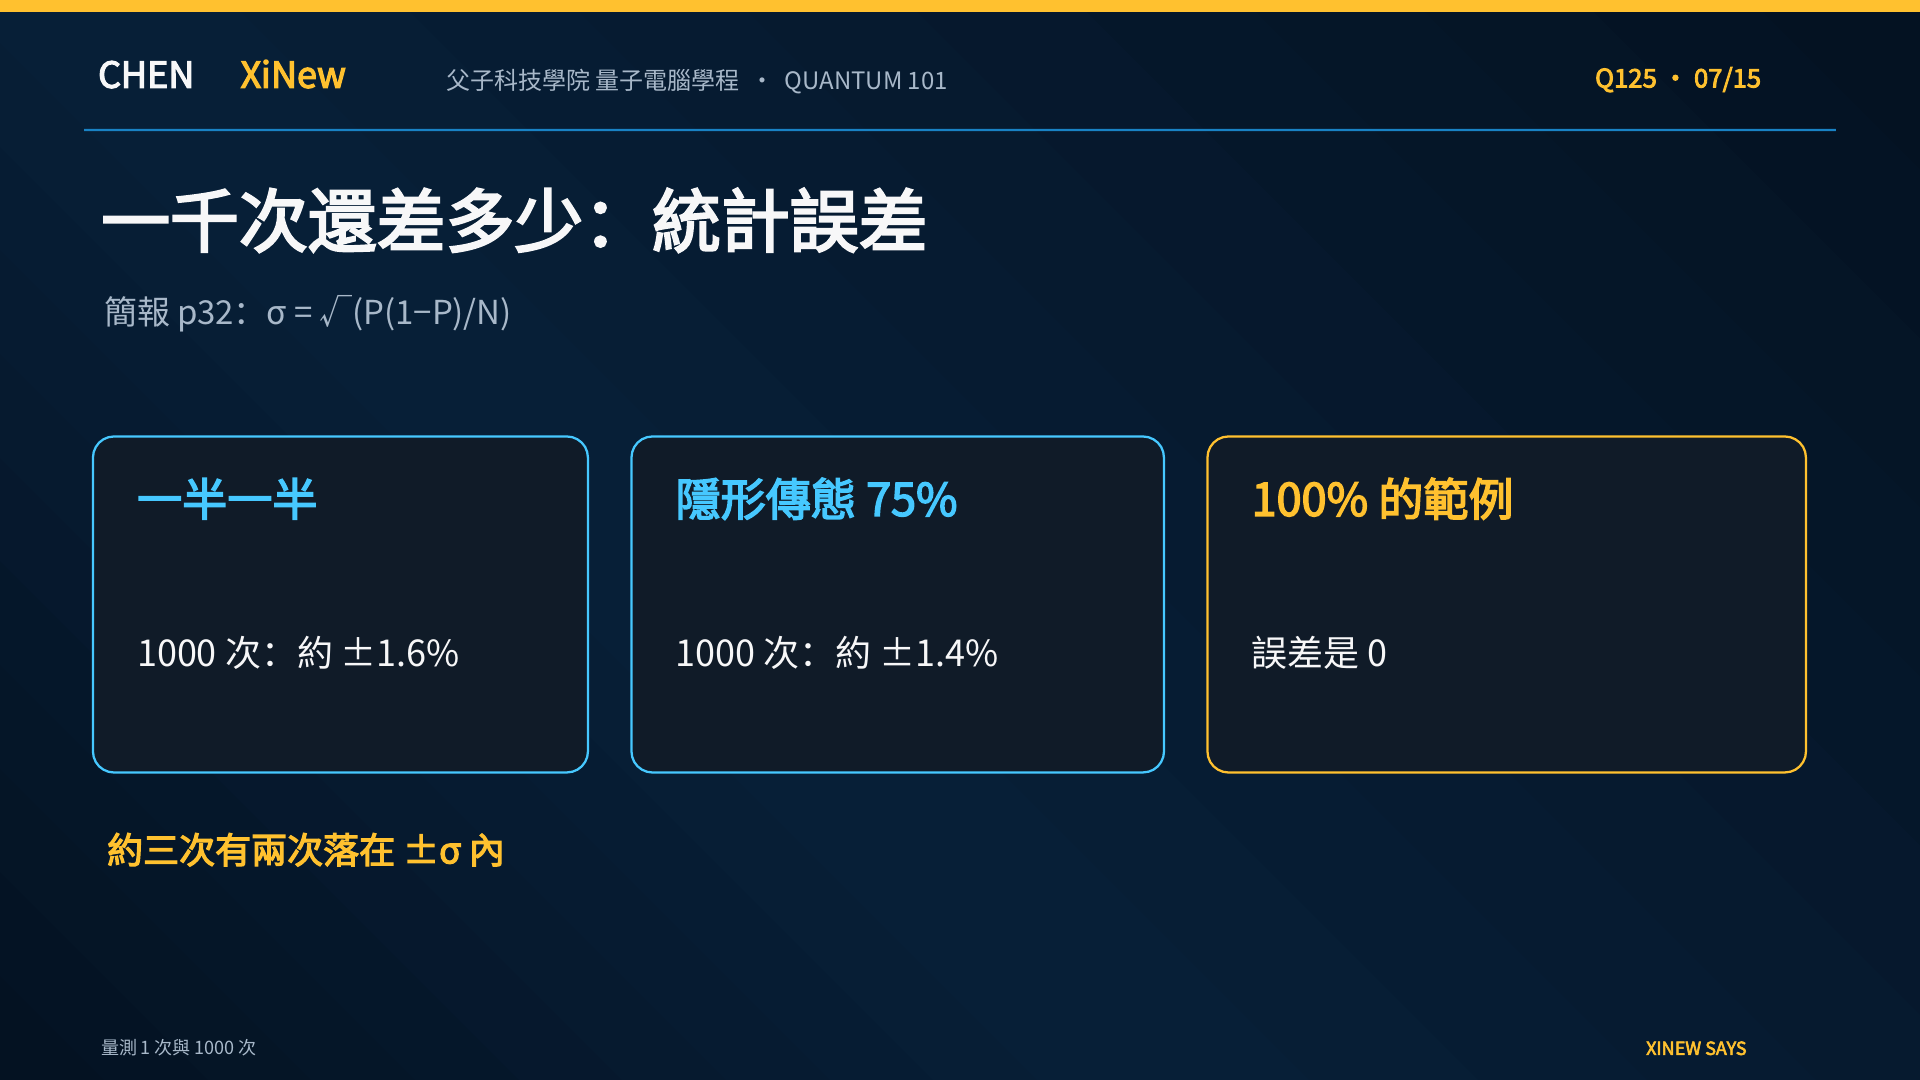 CHEN XiNew 父子科技學院 量子電腦學程 · QUANTUM 101 Q125 · 07/15
一千次還差多少：統計誤差
簡報 p32：σ = √(P(1−P)/N)
一半一半
1000 次：約 ±1.6%
隱形傳態 75%
1000 次：約 ±1.4%
100% 的範例
誤差是 0
約三次有兩次落在 ±σ 內
量測 1 次與 1000 次
XINEW SAYS